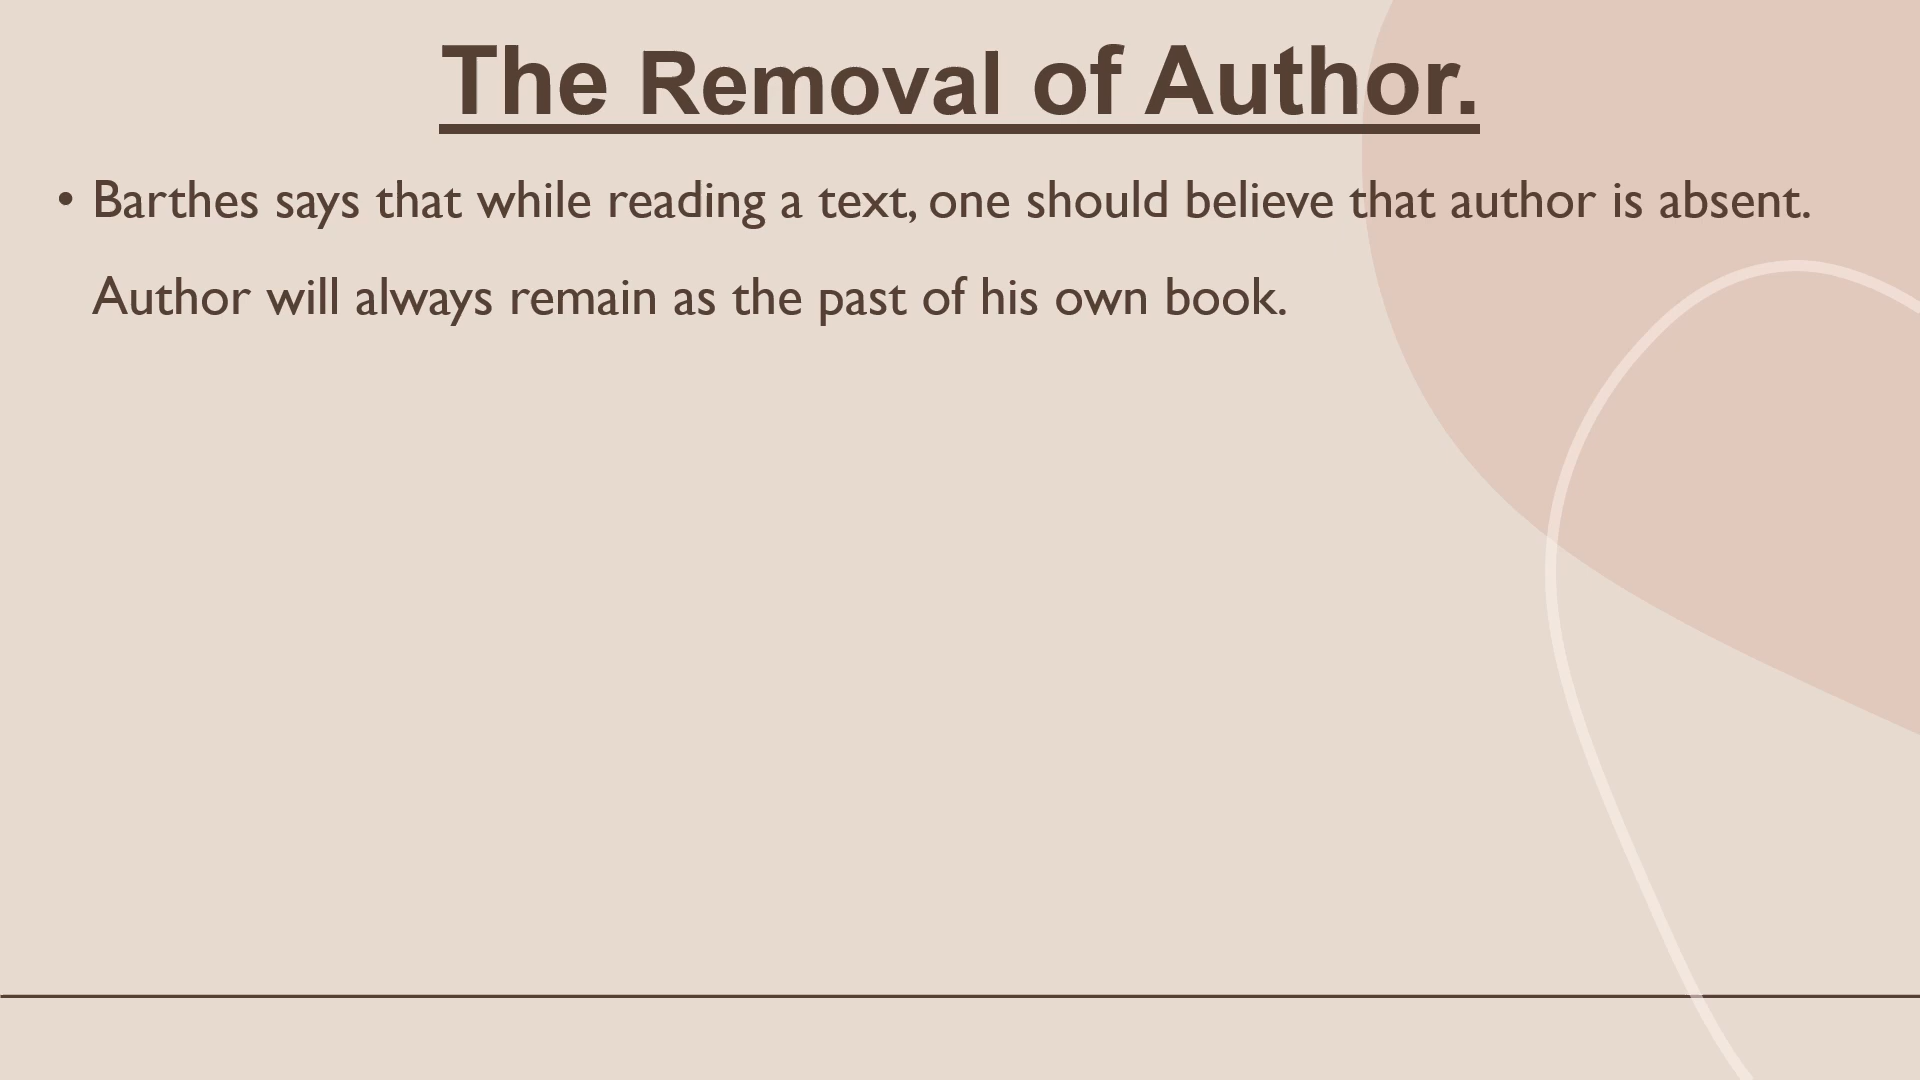 The Removal of Author.
• Barthes says that while reading a text, one should believe that author is absent.
Author will always remain as the past of his own book.